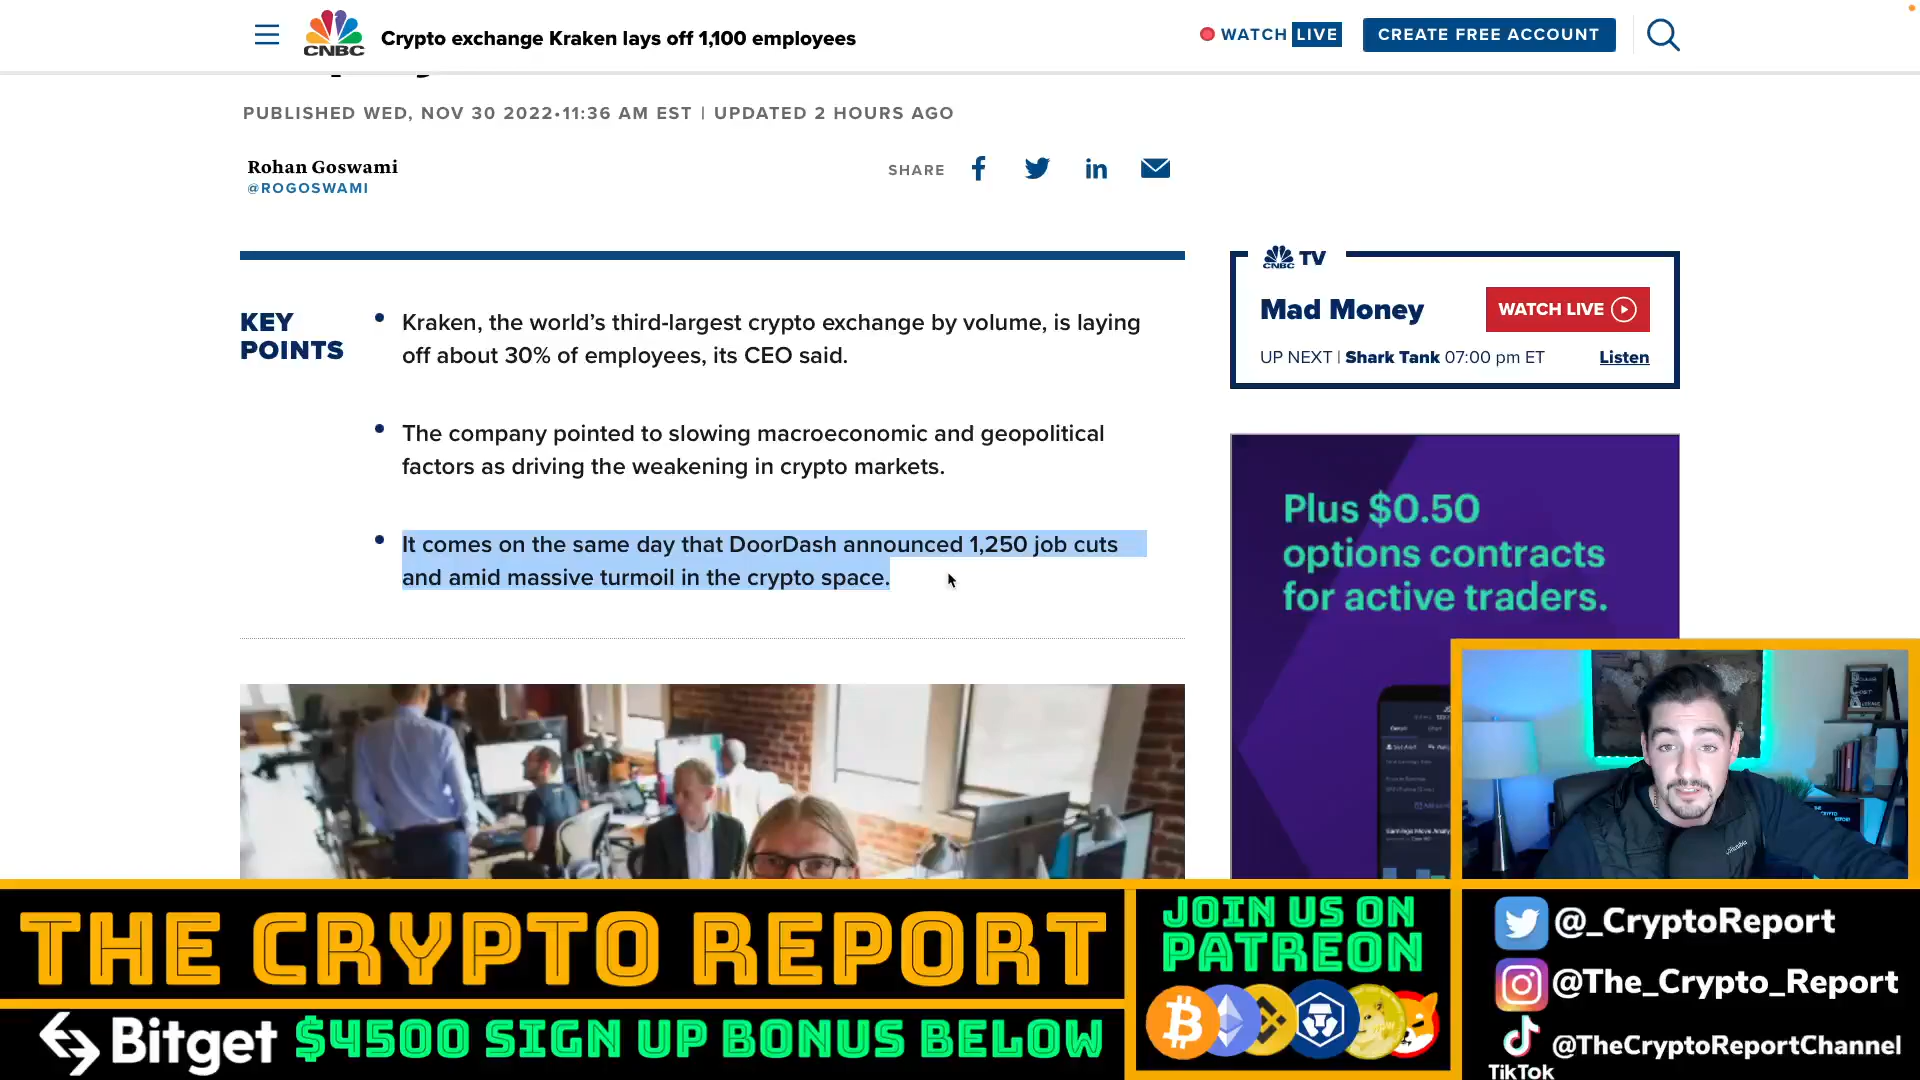 CNBC
Crypto exchange Kraken lays off 1,100 employees
WATCH LIVE
CREATE FREE ACCOUNT
PUBLISHED WED, NOV 30 2022•11:36 AM EST | UPDATED 2 HOURS AGO
Rohan Goswami
@ROGOSWAMI
SHARE
KEY
POINTS
Kraken, the world's third-largest crypto exchange by volume, is laying
off about 30% of employees, its CEO said.
The company pointed to slowing macroeconomic and geopolitical
factors as driving the weakening in crypto markets.
It comes on the same day that DoorDash announced 1,250 job cuts
and amid massive turmoil in the crypto space.
CNBC TV
Mad Money
WATCH LIVE
UP NEXT | Shark Tank 07:00 pm ET
Listen
Plus $0.50
options contracts
for active traders.
THE CRYPTO REPORT
Bitget $4500 SIGN UP BONUS BELOW
JOIN US ON
PATREON
@_CryptoReport
@The_Crypto_Report
@TheCryptoReportChannel
TikTok